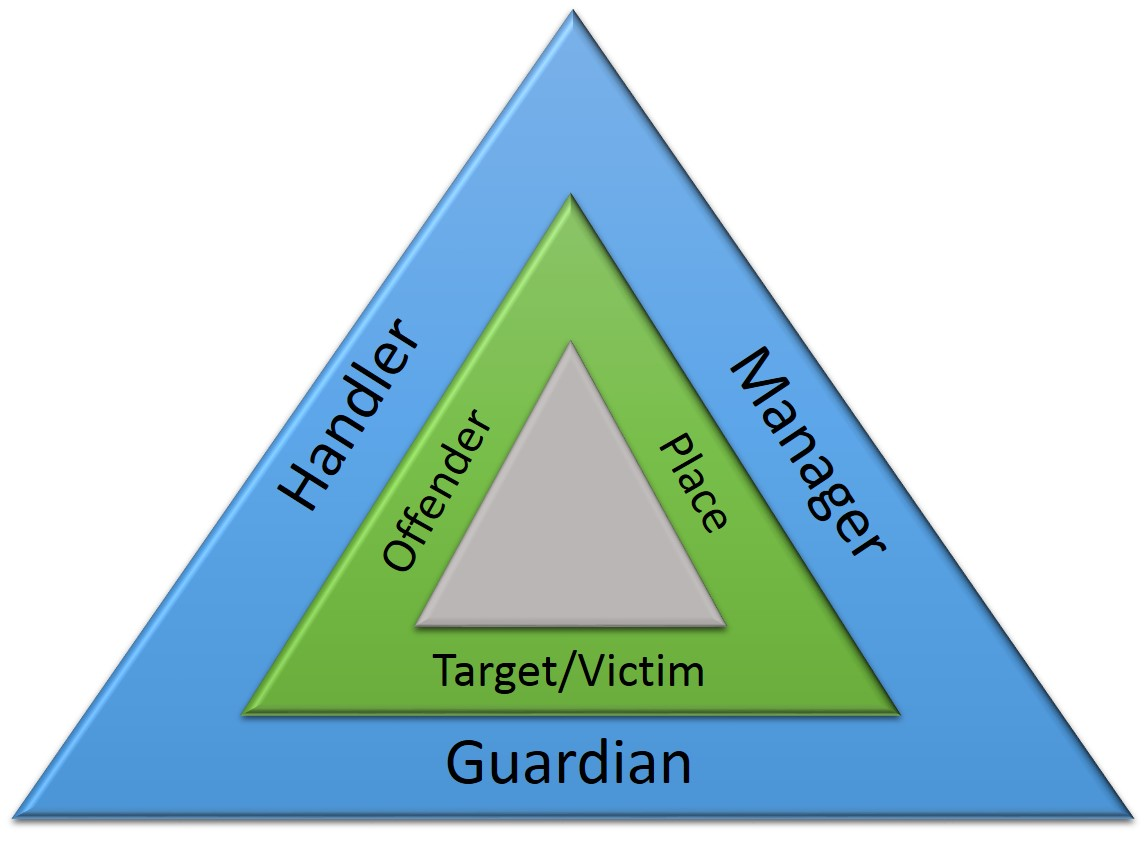 Handler
Manager
Offender
Place
Target/Victim
Guardian